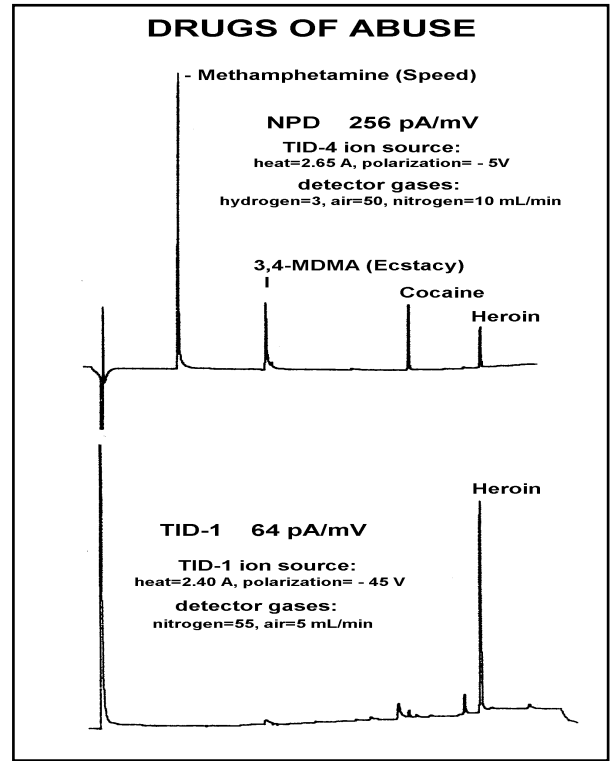 DRUGS OF ABUSE
- Methamphetamine (Speed)
NPD 256 pA/mV
TID-4 ion source:
heat=2.65 A, polarization= - 5V
detector gases:
hydrogen=3, air=50, nitrogen=10 mL/min
3,4-MDMA (Ecstacy)
Cocaine
Heroin
Heroin
TID-1 64 pA/mV
TID-1 ion source:
heat=2.40 A, polarization= - 45 V
detector gases:
nitrogen=55, air=5 mL/min